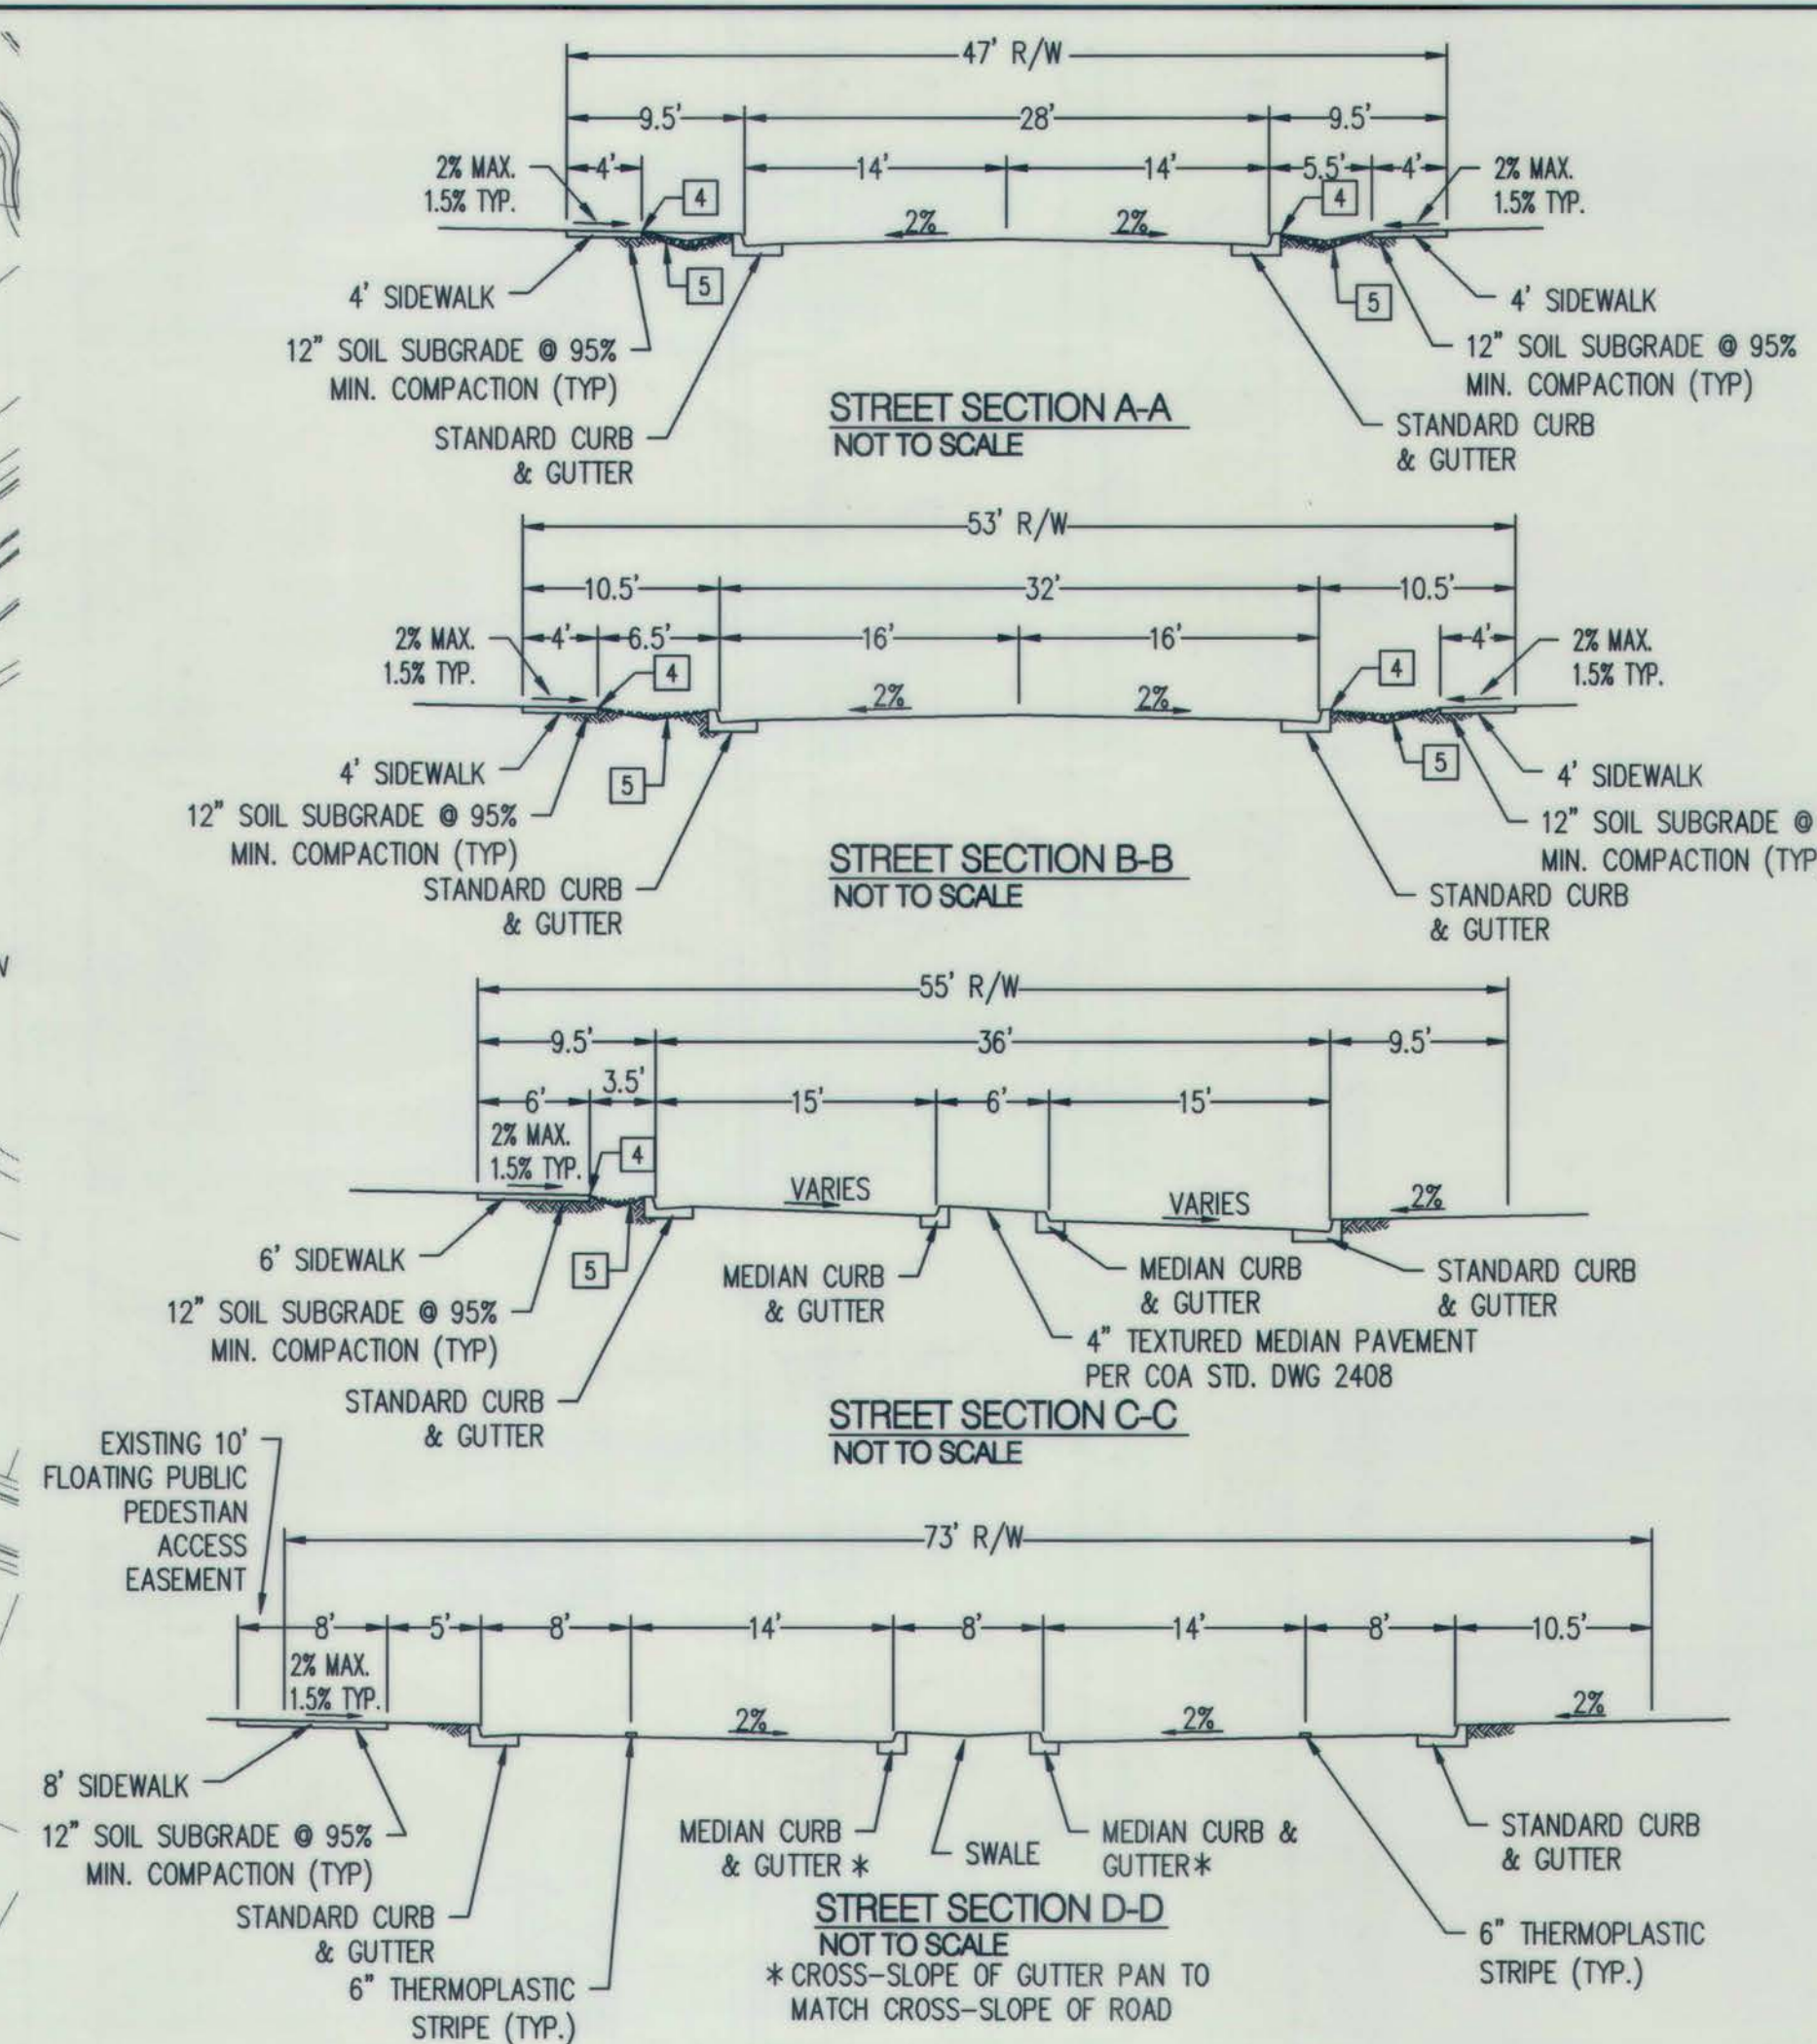 47' R/W
9.5' 28' 9.5'
2% MAX.
1.5% TYP.
4' 4 14' 14' 5.5' 4' 4
2% MAX.
1.5% TYP.
2% 2%
5 5
4' SIDEWALK
4' SIDEWALK
12" SOIL SUBGRADE @ 95%
MIN. COMPACTION (TYP)
12" SOIL SUBGRADE @ 95%
MIN. COMPACTION (TYP)
STANDARD CURB
& GUTTER
STANDARD CURB
& GUTTER
STREET SECTION A-A
NOT TO SCALE
53' R/W
10.5' 32' 10.5'
2% MAX.
1.5% TYP.
4' 6.5' 16' 16' 4'
2% MAX.
1.5% TYP.
4 4
2% 2%
5 5
4' SIDEWALK
4' SIDEWALK
12" SOIL SUBGRADE @ 95%
MIN. COMPACTION (TYP)
12" SOIL SUBGRADE @
MIN. COMPACTION (TYP
STANDARD CURB
& GUTTER
STANDARD CURB
& GUTTER
STREET SECTION B-B
NOT TO SCALE
55' R/W
9.5' 36' 9.5'
6' 3.5' 15' 6' 15'
2% MAX.
1.5% TYP.
4
VARIES VARIES 2%
6' SIDEWALK
5
12" SOIL SUBGRADE @ 95%
MIN. COMPACTION (TYP)
MEDIAN CURB
& GUTTER
MEDIAN CURB
& GUTTER
STANDARD CURB
& GUTTER
4" TEXTURED MEDIAN PAVEMENT
PER COA STD. DWG 2408
STANDARD CURB
& GUTTER
STREET SECTION C-C
NOT TO SCALE
EXISTING 10'
FLOATING PUBLIC
PEDESTIAN
ACCESS
EASEMENT
73' R/W
8' 5' 8' 14' 8' 14' 8' 10.5'
2% MAX.
1.5% TYP.
2% 2% 2%
8' SIDEWALK
12" SOIL SUBGRADE @ 95%
MIN. COMPACTION (TYP)
STANDARD CURB
& GUTTER
6" THERMOPLASTIC
STRIPE (TYP.)
MEDIAN CURB
& GUTTER *
SWALE
MEDIAN CURB &
GUTTER*
STANDARD CURB
& GUTTER
6" THERMOPLASTIC
STRIPE (TYP.)
STREET SECTION D-D
NOT TO SCALE
* CROSS-SLOPE OF GUTTER PAN TO
MATCH CROSS-SLOPE OF ROAD